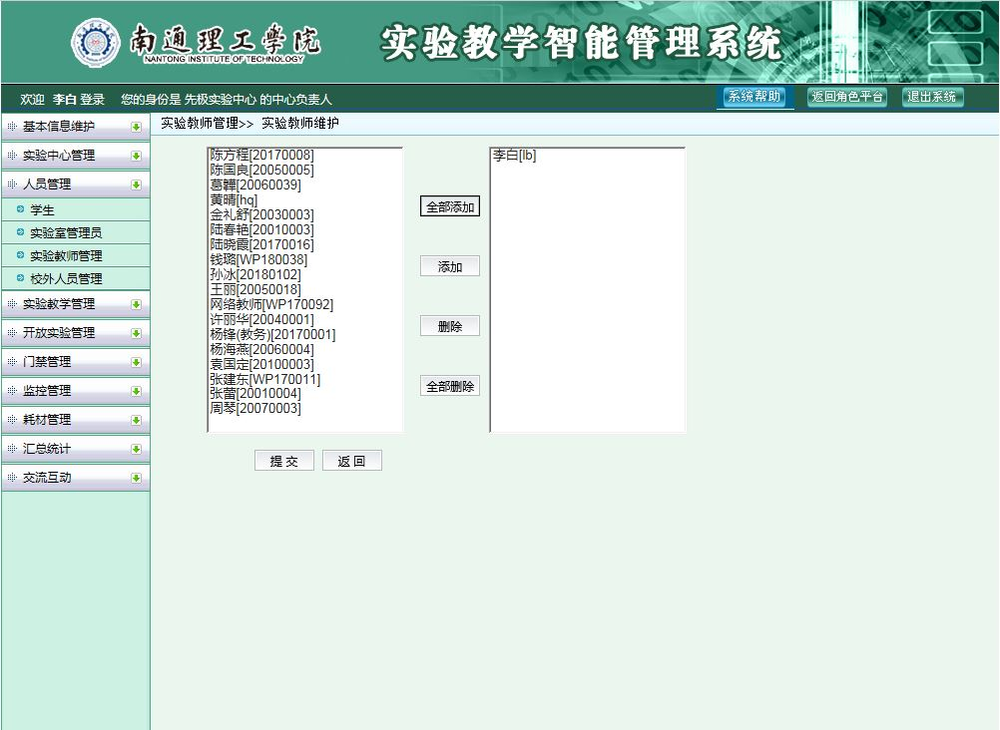 南通理工學院
NANTONG INSTITUTE OF TECHNOLOGY
实验教学智能管理系统
欢迎 李白 登录 您的身份是 先极实验中心 的中心负责人
系统帮助 返回角色平台 退出系统
基本信息维护
实验中心管理
人员管理
学生
实验室管理员
实验教师管理
校外人员管理
实验教学管理
开放实验管理
门禁管理
监控管理
耗材管理
汇总统计
交流互动
实验教师管理>> 实验教师维护
陈方程[20170008]
陈国良[20050005]
葛韡[20060039]
黄晴[hq]
金礼舒[20030003]
陆春艳[20010003]
陆晓霞[20170016]
钱璐[WP180038]
孙冰[20180102]
王丽[20050018]
网络教师[WP170092]
许丽华[20040001]
杨锋(教务)[20170001]
杨海燕[20060004]
袁国定[20100003]
张建东[WP170011]
张蕾[20010004]
周琴[20070003]
全部添加
添加
删除
全部删除
李白[lb]
提 交 返 回